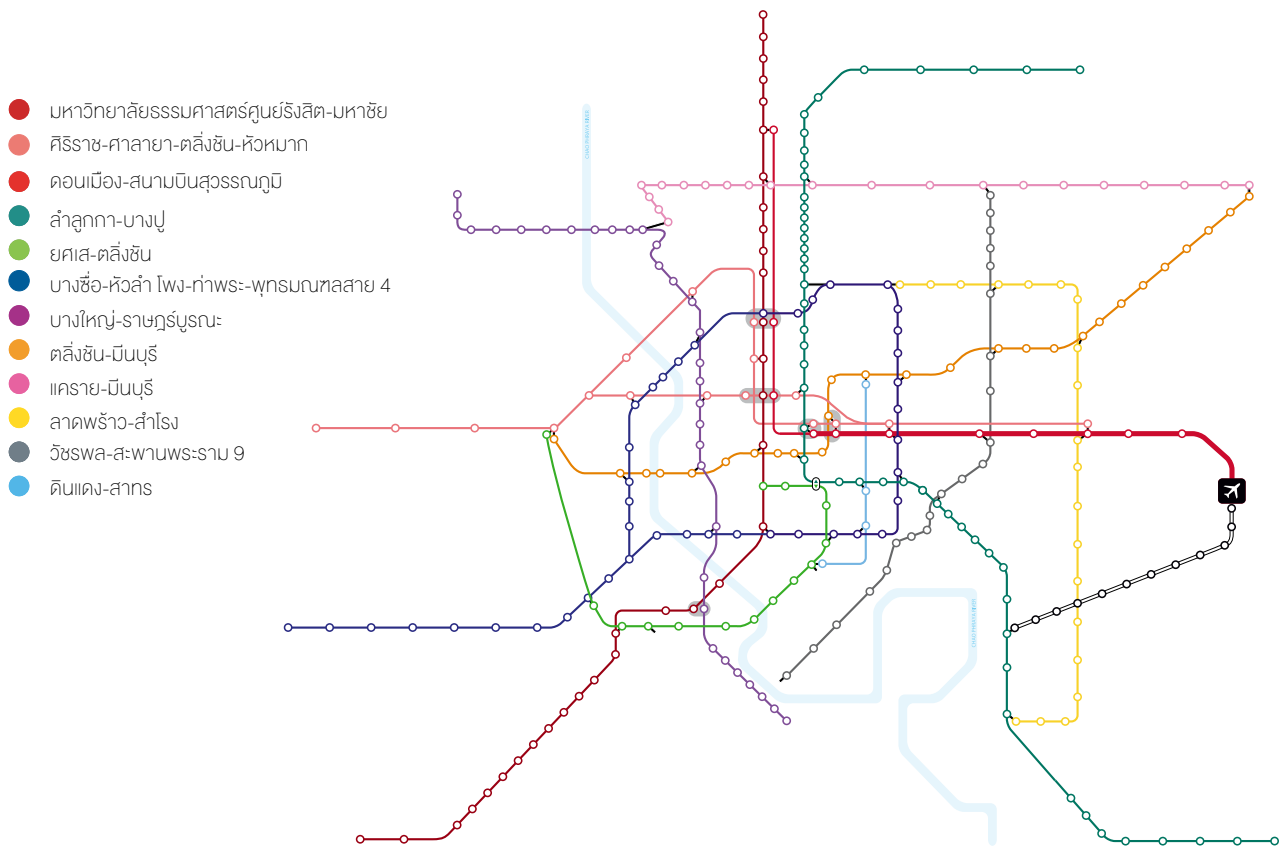 มหาวิทยาลัยธรรมศาสตร์ศูนย์รังสิต-มหาชัย
ศิริราช-ศาลายา-ตลิ่งชัน-หัวหมาก
ดอนเมือง-สนามบินสุวรรณภูมิ
ลำลูกกา-บางปู
ยศเส-ตลิ่งชัน
บางซื่อ-หัวลำ โพง-ท่าพระ-พุทธมณฑลสาย 4
บางใหญ่-ราษฎร์บูรณะ
ตลิ่งชัน-มีนบุรี
แคราย-มีนบุรี
ลาดพร้าว-สำโรง
วัชรพล-สะพานพระราม 9
ดินแดง-สาทร
CHAO PHRAYA RIVER
CHAO PHRAYA RIVER